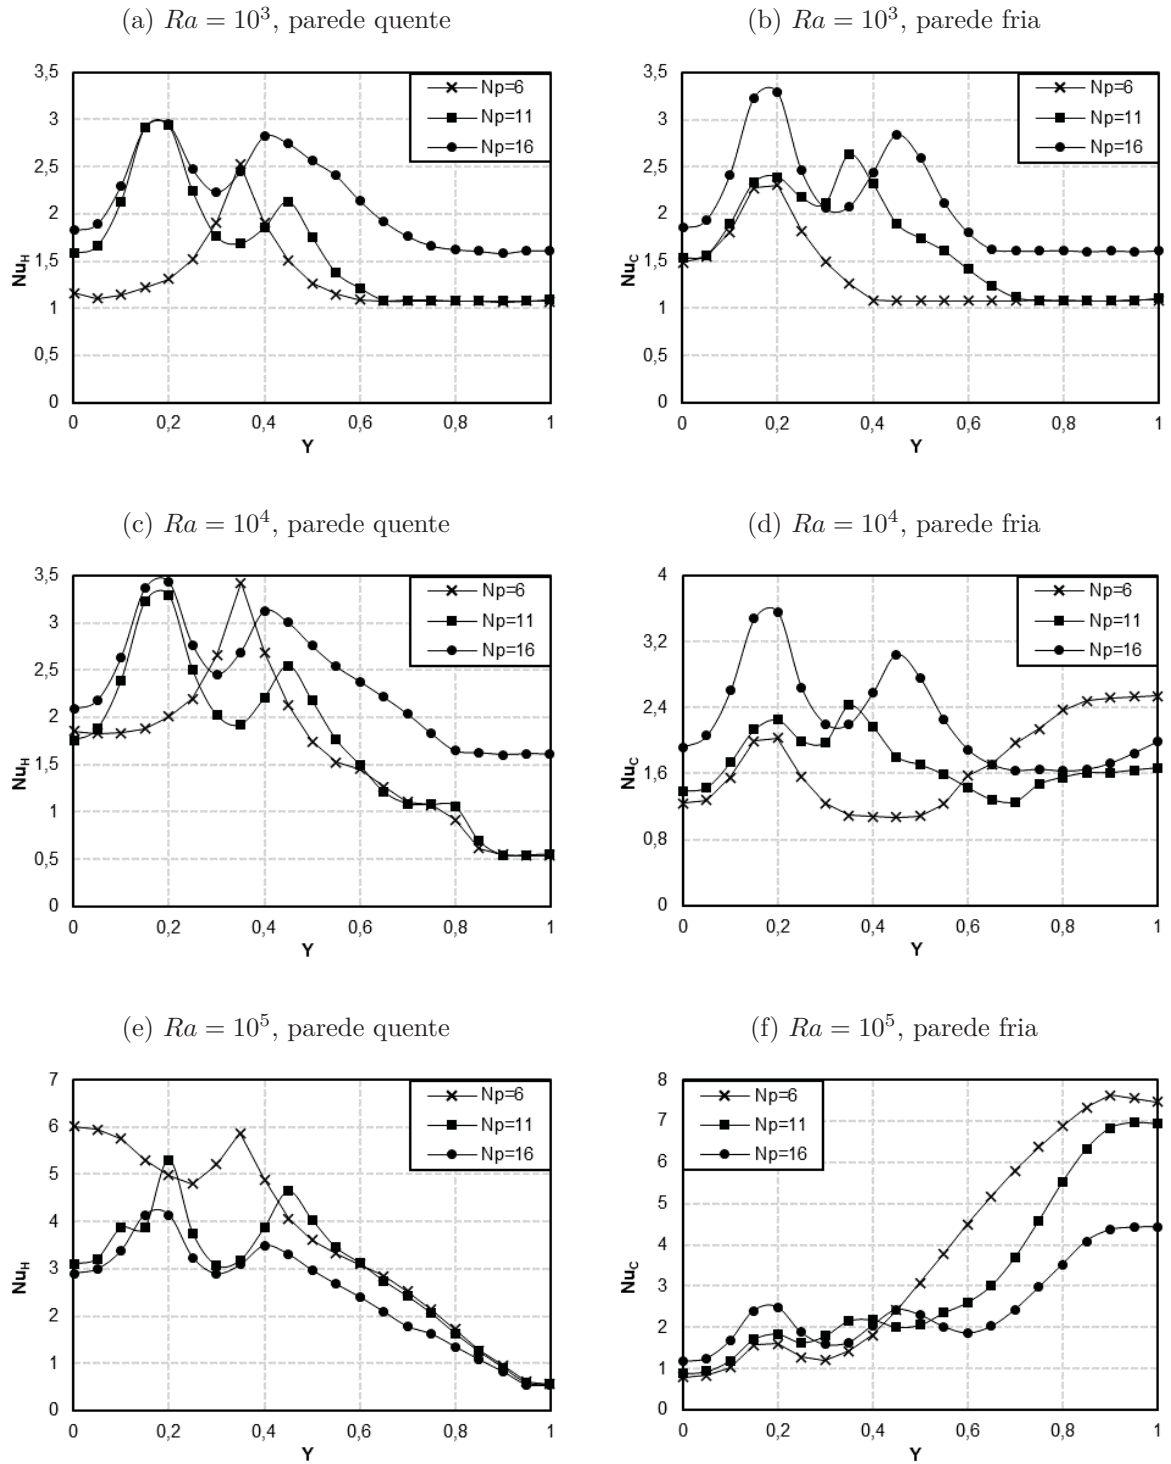 (a) Ra = 10³, parede quente
(b) Ra = 10³, parede fria
3,5
3
2,5
2
1,5
1
0,5
0
Nu_H
0 0,2 0,4 0,6 0,8 1
Y
Np=6
Np=11
Np=16
3,5
3
2,5
2
1,5
1
0,5
0
Nu_C
0 0,2 0,4 0,6 0,8 1
Y
Np=6
Np=11
Np=16
(c) Ra = 10⁴, parede quente
(d) Ra = 10⁴, parede fria
3,5
3
2,5
2
1,5
1
0,5
0
Nu_H
0 0,2 0,4 0,6 0,8 1
Y
Np=6
Np=11
Np=16
4
3,2
2,4
1,6
0,8
0
Nu_C
0 0,2 0,4 0,6 0,8 1
Y
Np=6
Np=11
Np=16
(e) Ra = 10⁵, parede quente
(f) Ra = 10⁵, parede fria
7
6
5
4
3
2
1
0
Nu_H
0 0,2 0,4 0,6 0,8 1
Y
Np=6
Np=11
Np=16
8
7
6
5
4
3
2
1
0
Nu_C
0 0,2 0,4 0,6 0,8 1
Y
Np=6
Np=11
Np=16